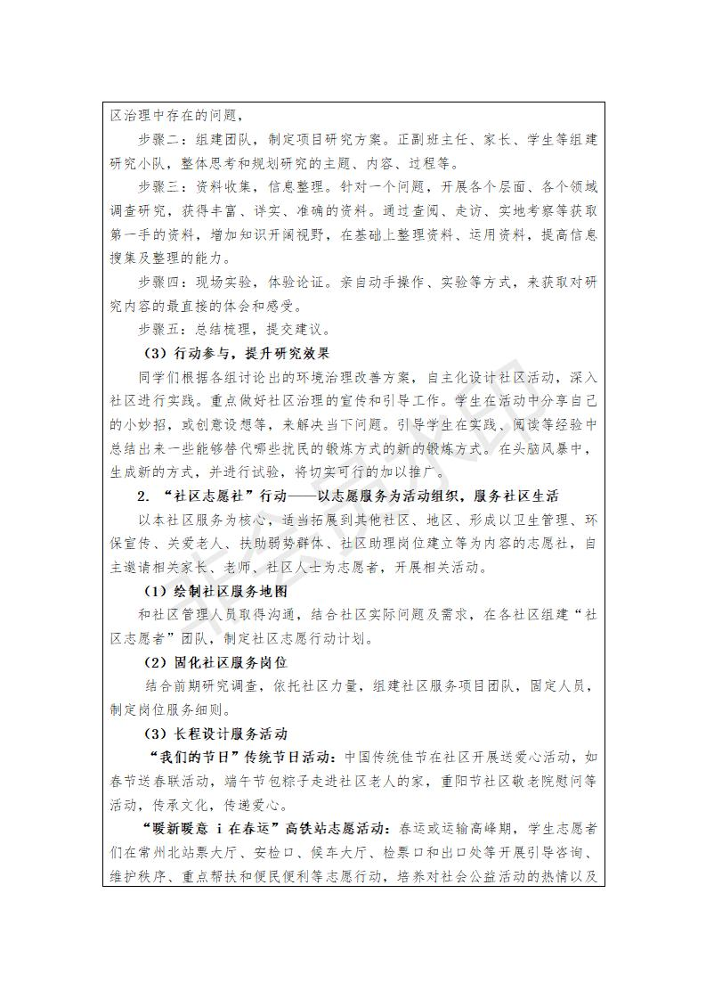 区治理中存在的问题，
步骤二：组建团队，制定项目研究方案。正副班主任、家长、学生等组建
研究小队，整体思考和规划研究的主题、内容、过程等。
步骤三：资料收集，信息整理。针对一个问题，开展各个层面、各个领域
调查研究，获得丰富、详实、准确的资料。通过查阅、走访、实地考察等获取
第一手的资料，增加知识开阔视野，在基础上整理资料、运用资料，提高信息
搜集及整理的能力。
步骤四：现场实验，体验论证。亲自动手操作、实验等方式，来获取对研
究内容的最直接的体会和感受。
步骤五：总结梳理，提交建议。
（3）行动参与，提升研究效果
同学们根据各组讨论出的环境治理改善方案，自主化设计社区活动，深入
社区进行实践。重点做好社区治理的宣传和引导工作。学生在活动中分享自己
的小妙招，或创意设想等，来解决当下问题。引导学生在实践、阅读等经验中
总结出来一些能够替代哪些扰民的锻炼方式的新的锻炼方式。在头脑风暴中，
生成新的方式，并进行试验，将切实可行的加以推广。
2．“社区志愿社”行动——以志愿服务为活动组织，服务社区生活
以本社区服务为核心，适当拓展到其他社区、地区、形成以卫生管理、环
保宣传、关爱老人、扶助弱势群体、社区助理岗位建立等为内容的志愿社，自
主邀请相关家长、老师、社区人士为志愿者，开展相关活动。
（1）绘制社区服务地图
和社区管理人员取得沟通，结合社区实际问题及需求，在各社区组建“社
区志愿者”团队，制定社区志愿行动计划。
（2）固化社区服务岗位
结合前期研究调查，依托社区力量，组建社区服务项目团队，固定人员，
制定岗位服务细则。
（3）长程设计服务活动
“我们的节日”传统节日活动：中国传统佳节在社区开展送爱心活动，如
春节送春联活动，端午节包粽子走进社区老人的家，重阳节社区敬老院慰问等
活动，传承文化，传递爱心。
“暖新暖意 i 在春运”高铁站志愿活动：春运或运输高峰期，学生志愿者
们在常州北站票大厅、安检口、候车大厅、检票口和出口处等开展引导咨询、
维护秩序、重点帮扶和便民便利等志愿行动，培养对社会公益活动的热情以及
非会员水印